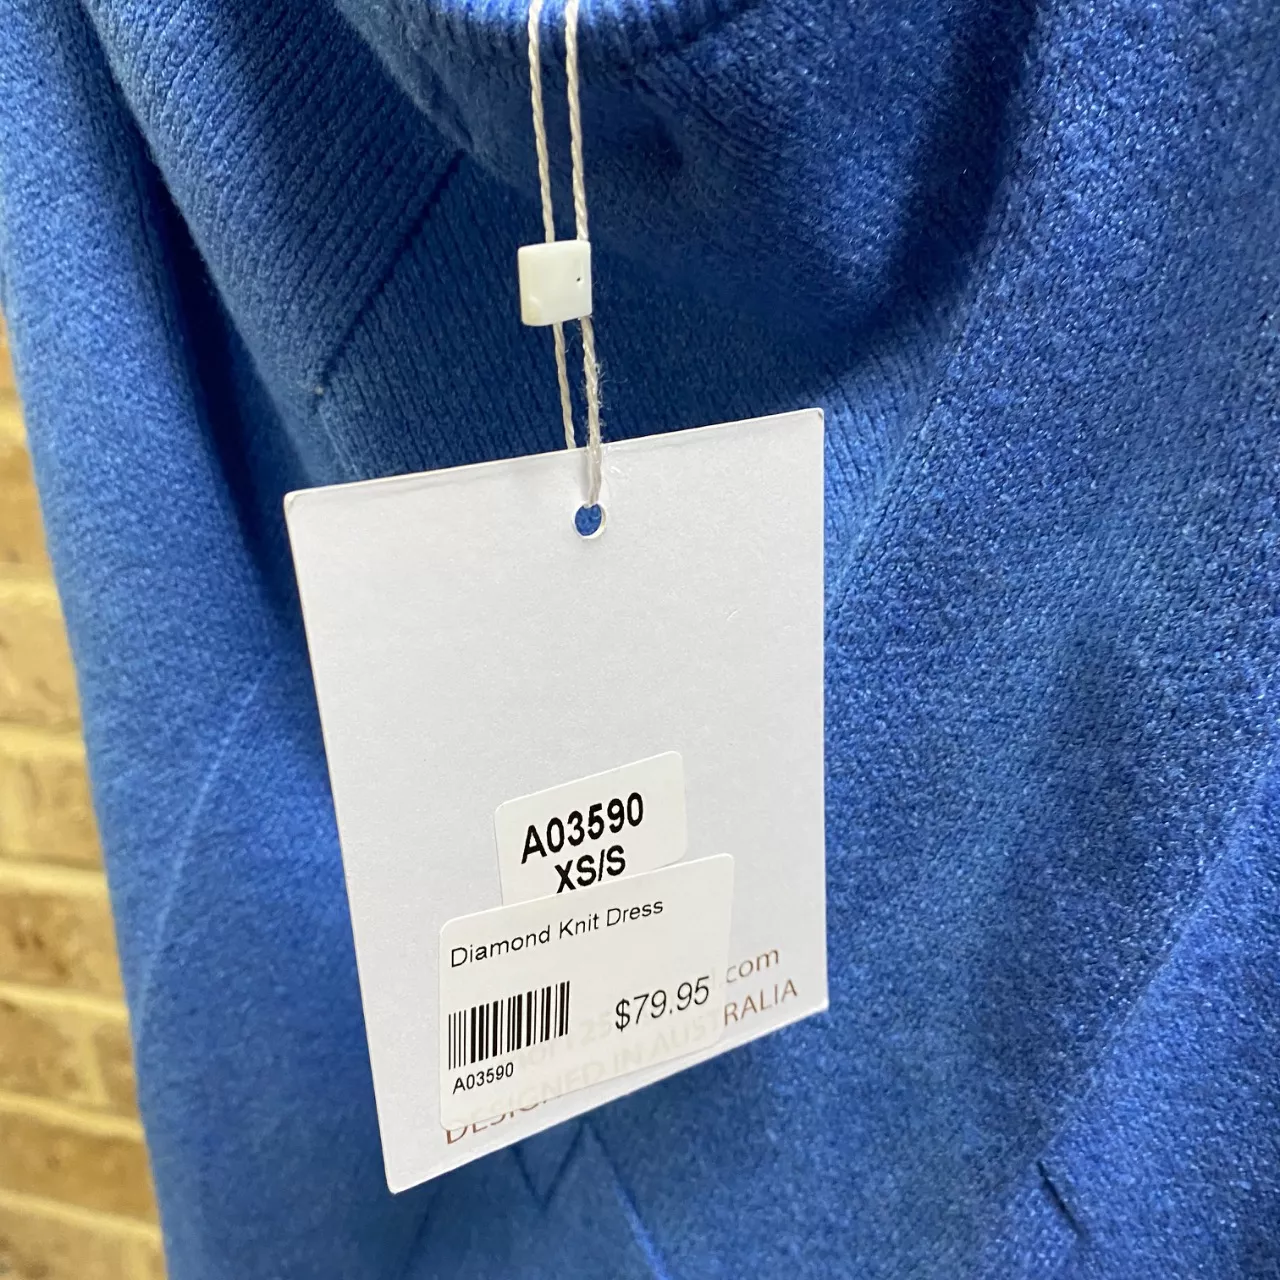 A03590
XS/S
Diamond Knit Dress
.com
$79.95
DESIGNED IN AUSTRALIA
A03590